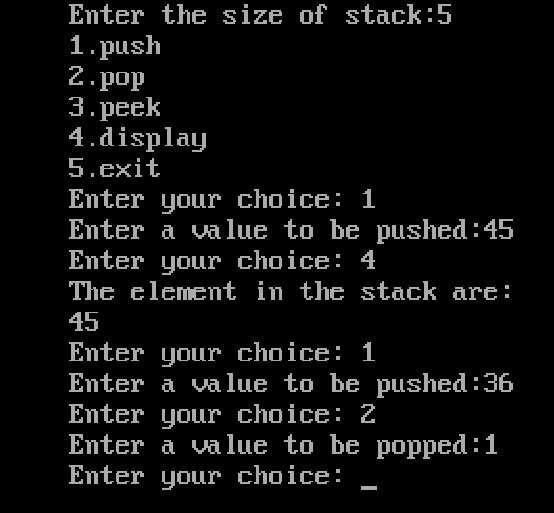 Enter the size of stack:5
1.push
2.pop
3.peek
4.display
5.exit
Enter your choice: 1
Enter a value to be pushed:45
Enter your choice: 4
The element in the stack are:
45
Enter your choice: 1
Enter a value to be pushed:36
Enter your choice: 2
Enter a value to be popped:1
Enter your choice: _